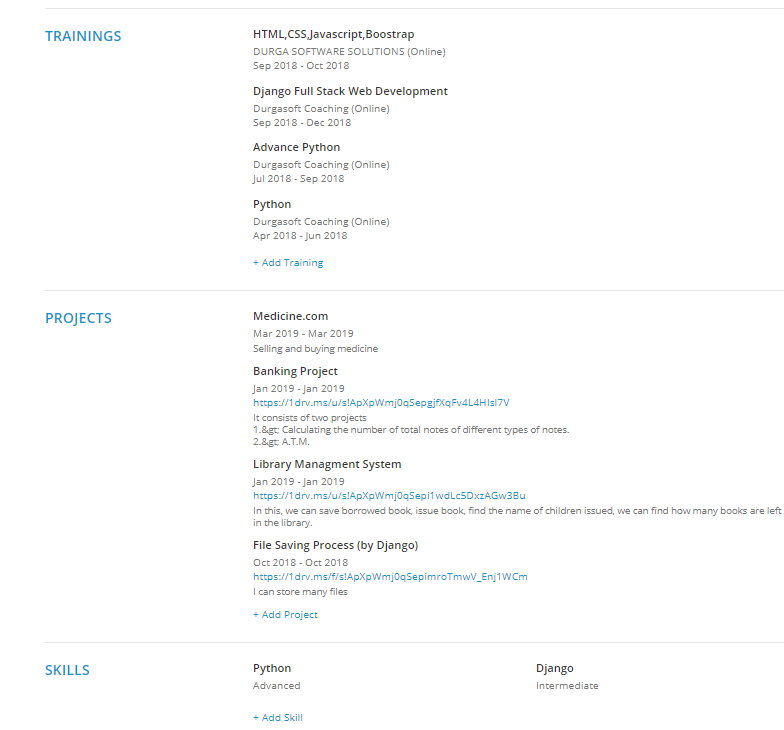 TRAININGS
HTML,CSS,Javascript,Boostrap
DURGA SOFTWARE SOLUTIONS (Online)
Sep 2018 - Oct 2018
Django Full Stack Web Development
Durgasoft Coaching (Online)
Sep 2018 - Dec 2018
Advance Python
Durgasoft Coaching (Online)
Jul 2018 - Sep 2018
Python
Durgasoft Coaching (Online)
Apr 2018 - Jun 2018
+ Add Training
PROJECTS
Medicine.com
Mar 2019 - Mar 2019
Selling and buying medicine
Banking Project
Jan 2019 - Jan 2019
https://1drv.ms/u/s!ApXpWmj0qSepgjfXqFv4L4HIsI7V
It consists of two projects
1.&gt; Calculating the number of total notes of different types of notes.
2.&gt; A.T.M.
Library Managment System
Jan 2019 - Jan 2019
https://1drv.ms/u/s!ApXpWmj0qSepi1wdLc5DxzAGw3Bu
In this, we can save borrowed book, issue book, find the name of children issued, we can find how many books are left
in the library.
File Saving Process (by Django)
Oct 2018 - Oct 2018
https://1drv.ms/f/s!ApXpWmj0qSepimroTmwV_Enj1WCm
I can store many files
+ Add Project
SKILLS
Python
Django
Advanced
Intermediate
+ Add Skill